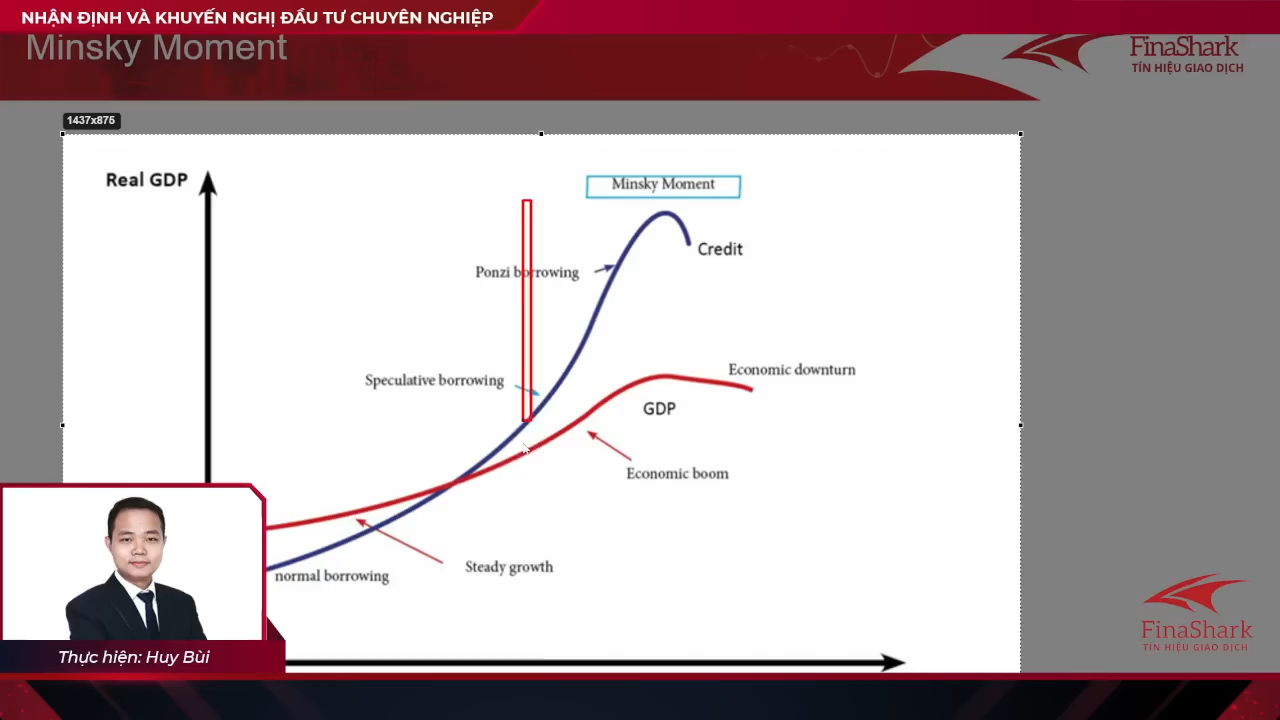 NHẬN ĐỊNH VÀ KHUYẾN NGHỊ ĐẦU TƯ CHUYÊN NGHIỆP
Minsky Moment
FinaShark
TÍN HIỆU GIAO DỊCH
1437x875
Real GDP
Minsky Moment
Credit
Ponzi borrowing
Speculative borrowing
Economic downturn
GDP
Economic boom
Steady growth
normal borrowing
FinaShark
TÍN HIỆU GIAO DỊCH
Thực hiện: Huy Bùi